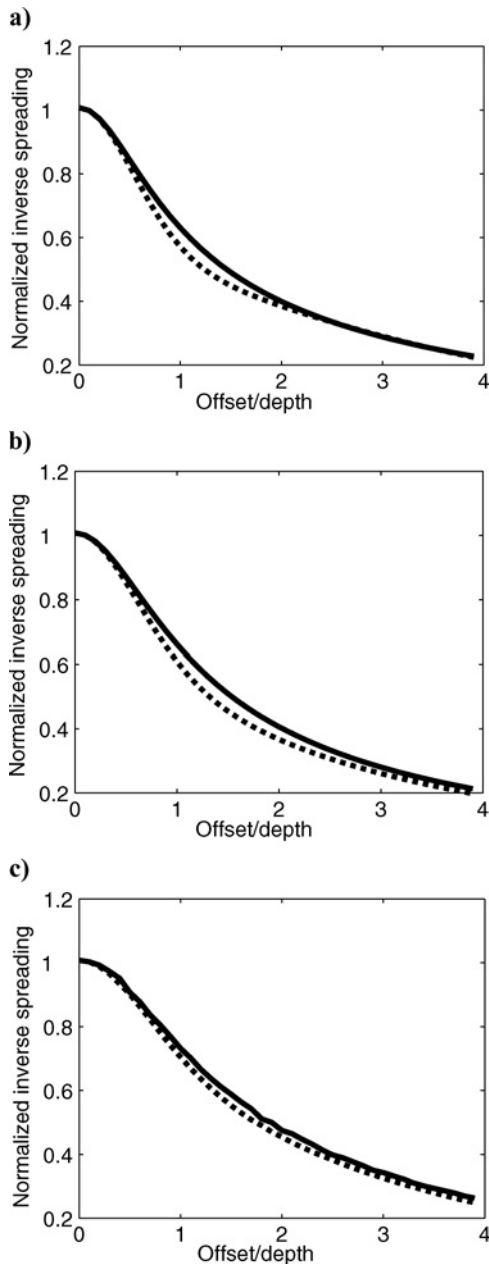 a)
1.2
1
0.8
0.6
0.4
0.2
Normalized inverse spreading
0 1 2 3 4
Offset/depth
b)
1.2
1
0.8
0.6
0.4
0.2
Normalized inverse spreading
0 1 2 3 4
Offset/depth
c)
1.2
1
0.8
0.6
0.4
0.2
Normalized inverse spreading
0 1 2 3 4
Offset/depth